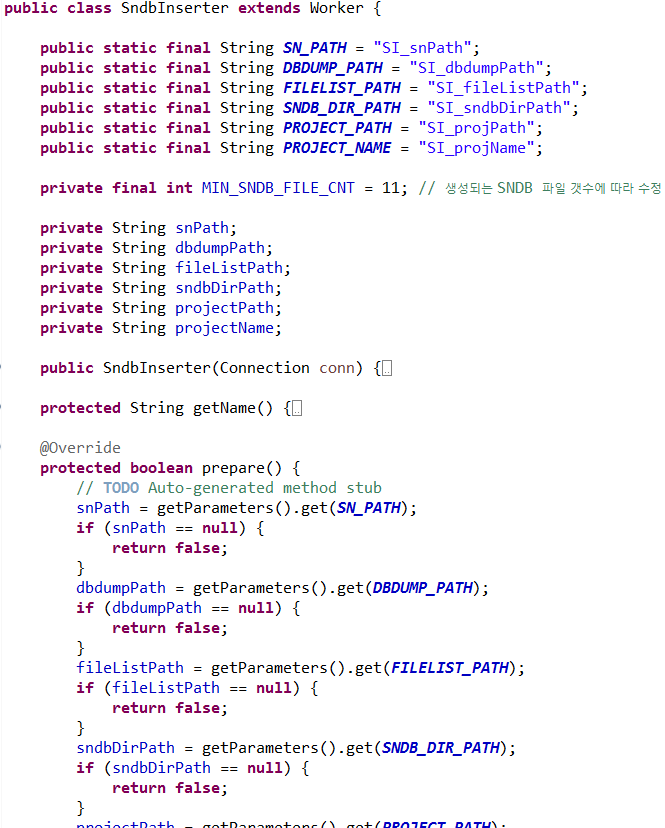 public class SndbInserter extends Worker {
public static final String SN_PATH = "SI_snPath";
public static final String DBDUMP_PATH = "SI_dbdumpPath";
public static final String FILELIST_PATH = "SI_fileListPath";
public static final String SNDB_DIR_PATH = "SI_sndbDirPath";
public static final String PROJECT_PATH = "SI_projPath";
public static final String PROJECT_NAME = "SI_projName";
private final int MIN_SNDB_FILE_CNT = 11; // 생성되는 SNDB 파일 갯수에 따라 수정
private String snPath;
private String dbdumpPath;
private String fileListPath;
private String sndbDirPath;
private String projectPath;
private String projectName;
public SndbInserter(Connection conn) {
protected String getName() {
@Override
protected boolean prepare() {
// TODO Auto-generated method stub
snPath = getParameters().get(SN_PATH);
if (snPath == null) {
return false;
}
dbdumpPath = getParameters().get(DBDUMP_PATH);
if (dbdumpPath == null) {
return false;
}
fileListPath = getParameters().get(FILELIST_PATH);
if (fileListPath == null) {
return false;
}
sndbDirPath = getParameters().get(SNDB_DIR_PATH);
if (sndbDirPath == null) {
return false;
}
projectPath = getParameters().get(PROJECT_PATH);